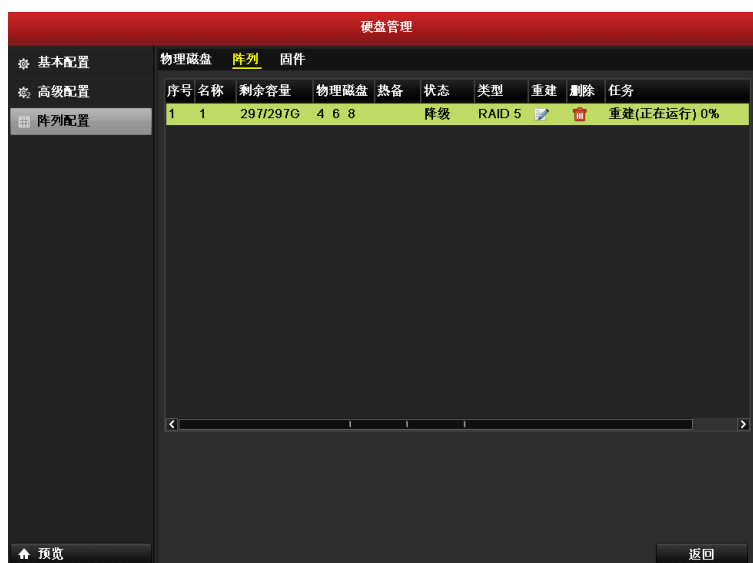 硬盘管理
基本配置
高级配置
阵列配置
物理磁盘 阵列 固件
序号 名称 剩余容量 物理磁盘 热备 状态 类型 重建 删除 任务
1 1 297/297G 4 6 8 降级 RAID 5 重建(正在运行) 0%
预览
返回